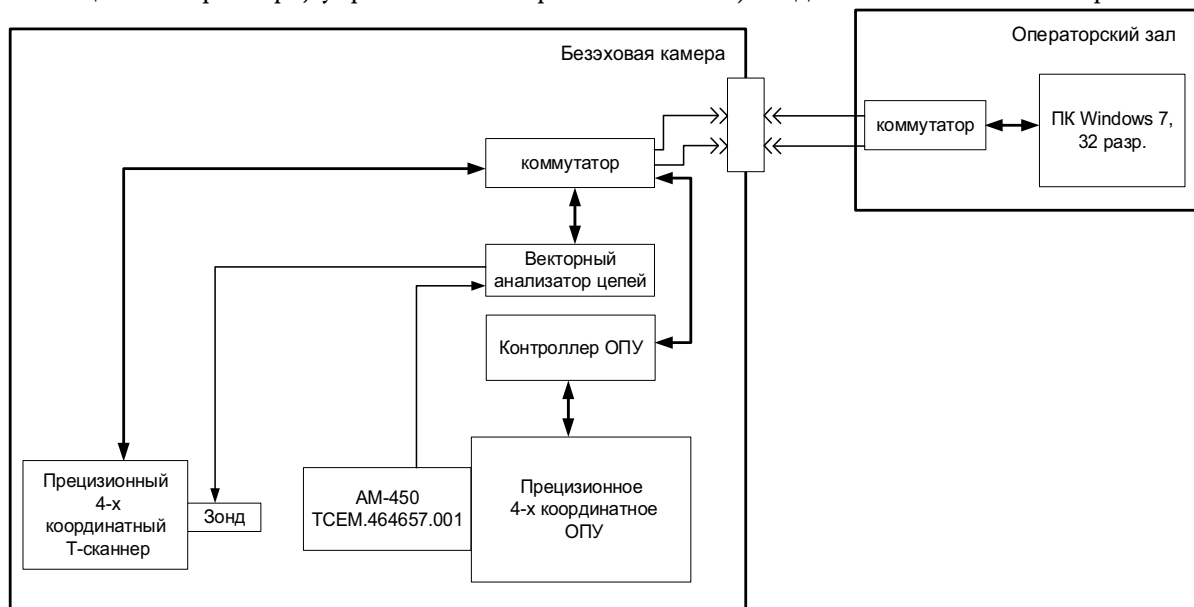 Безэховая камера
Операторский зал
коммутатор
ПК Windows 7,
32 разр.
коммутатор
Векторный
анализатор цепей
Контроллер ОПУ
Прецизионный
4-х
координатный
Т-сканнер
Зонд
АМ-450
ТСЕМ.464657.001
Прецизионное
4-х координатное
ОПУ